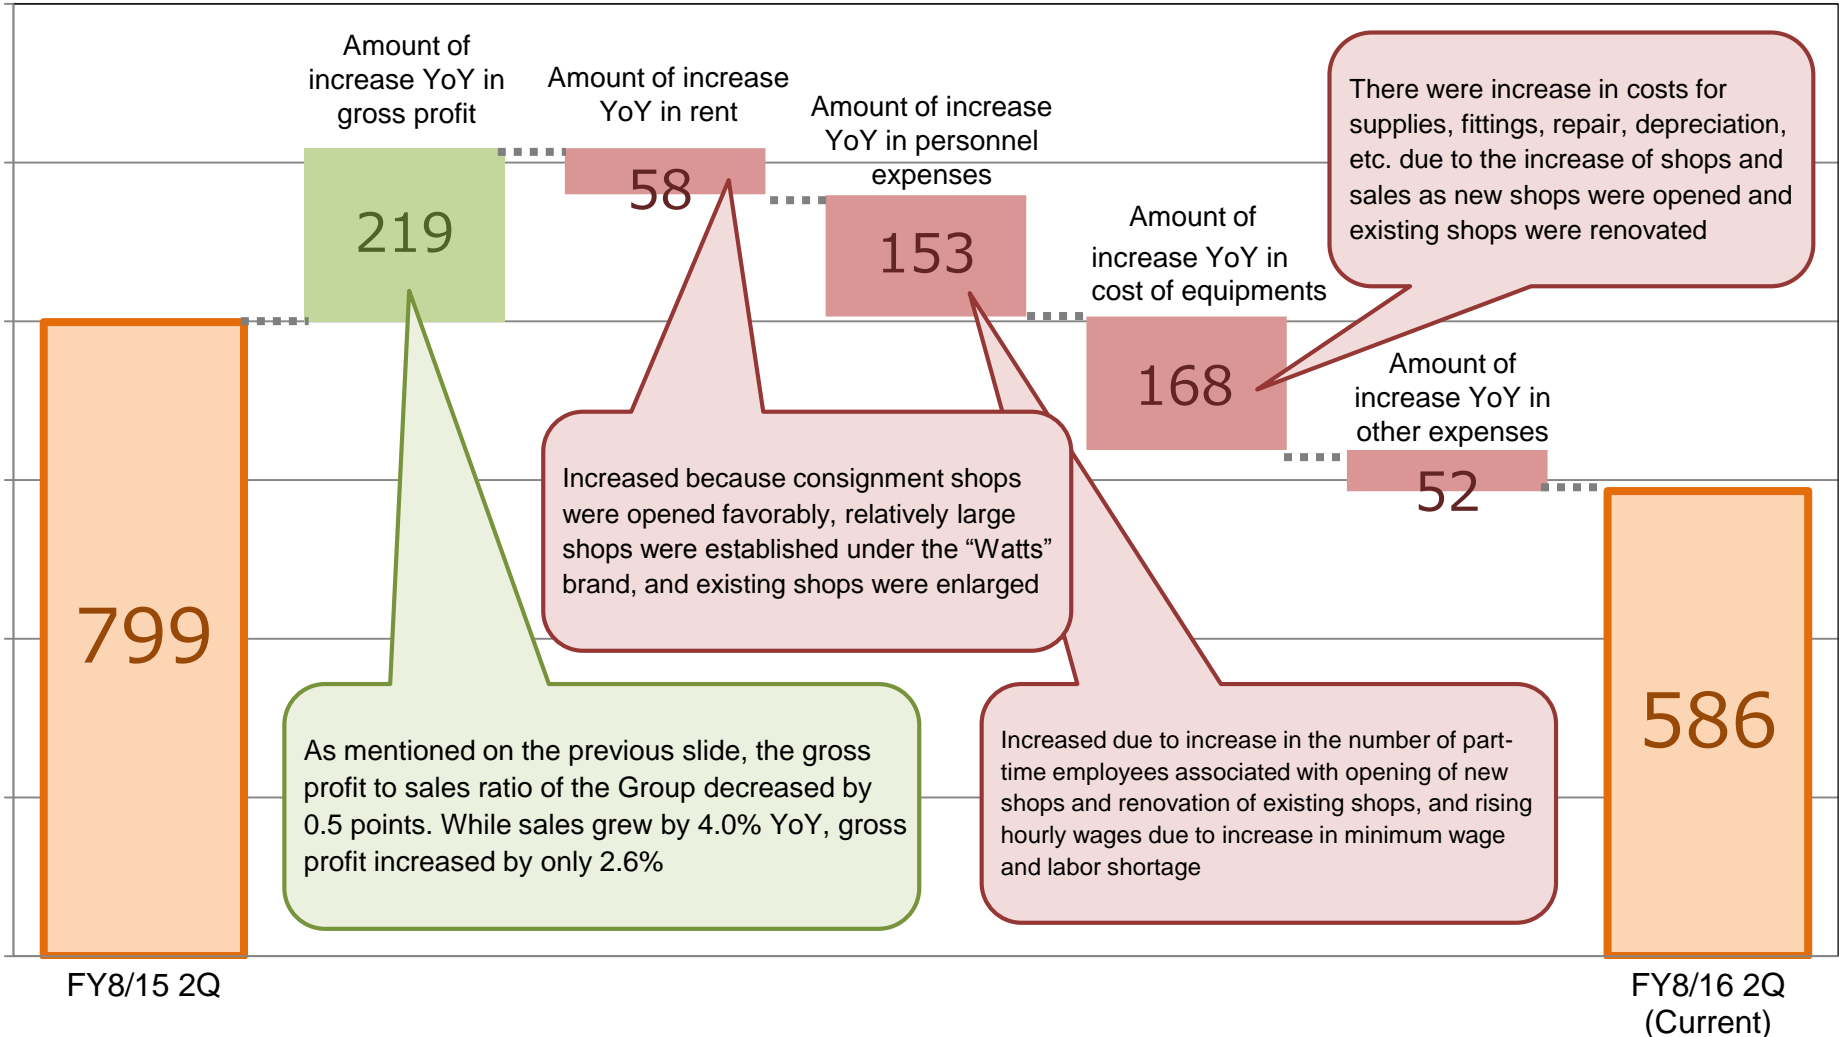 Amount of
increase YoY in
gross profit
219
Amount of increase
YoY in rent
58
Amount of increase
YoY in personnel
expenses
153
Amount of
increase YoY in
cost of equipments
168
There were increase in costs for
supplies, fittings, repair, depreciation,
etc. due to the increase of shops and
sales as new shops were opened and
existing shops were renovated
Amount of
increase YoY in
other expenses
52
Increased because consignment shops
were opened favorably, relatively large
shops were established under the “Watts”
brand, and existing shops were enlarged
799
As mentioned on the previous slide, the gross
profit to sales ratio of the Group decreased by
0.5 points. While sales grew by 4.0% YoY, gross
profit increased by only 2.6%
Increased due to increase in the number of part-
time employees associated with opening of new
shops and renovation of existing shops, and rising
hourly wages due to increase in minimum wage
and labor shortage
586
FY8/15 2Q
FY8/16 2Q
(Current)